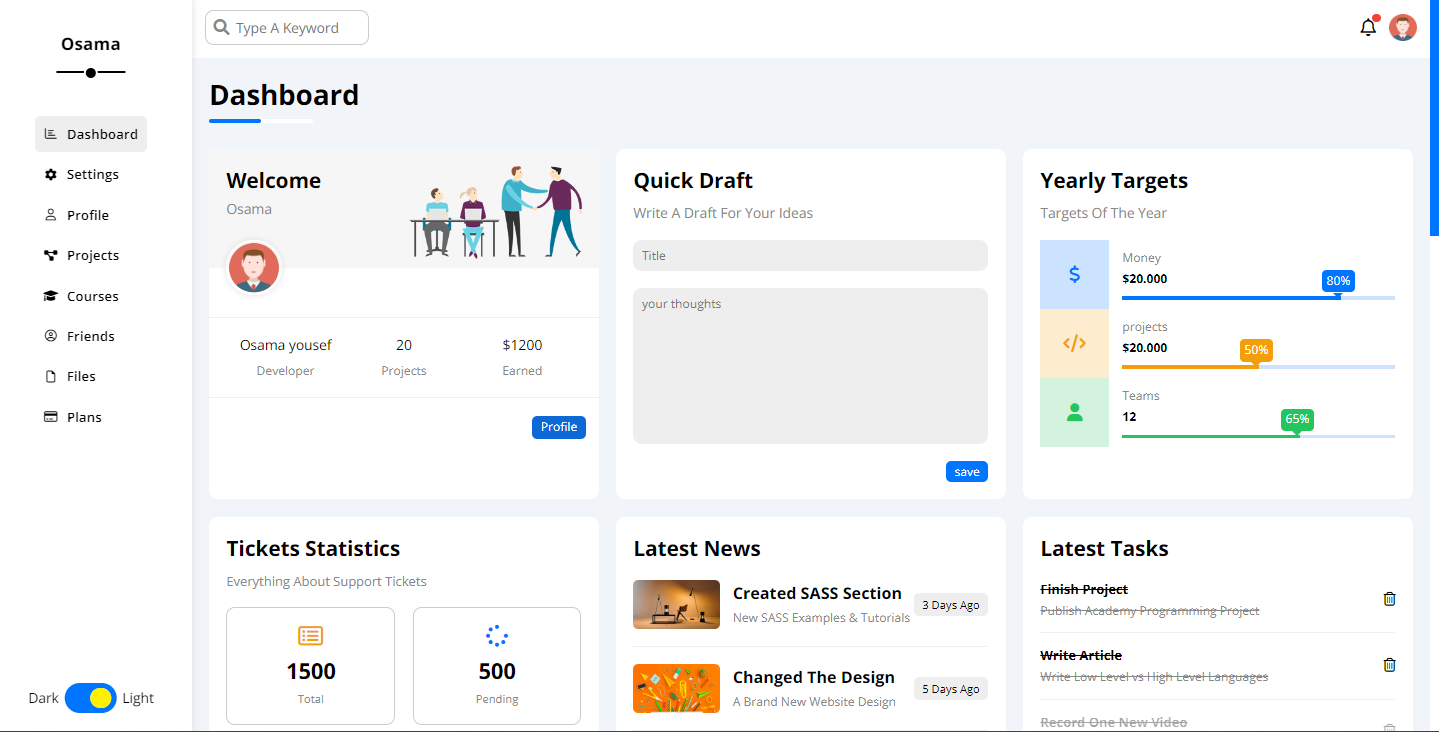 Osama
Dashboard
Settings
Profile
Projects
Courses
Friends
Files
Plans
Dark Light
Type A Keyword
Dashboard
Welcome
Osama
Osama yousef 20 $1200
Developer Projects Earned
Profile
Quick Draft
Write A Draft For Your Ideas
Title
your thoughts
save
Yearly Targets
Targets Of The Year
$
Money
$20.000
80%
</>
projects
$20.000
50%
Teams
12
65%
Tickets Statistics
Everything About Support Tickets
1500
Total
500
Pending
Latest News
Created SASS Section
New SASS Examples & Tutorials
3 Days Ago
Changed The Design
A Brand New Website Design
5 Days Ago
Latest Tasks
Finish Project
Publish Academy Programming Project
Write Article
Write Low Level vs High Level Languages
Record One New Video